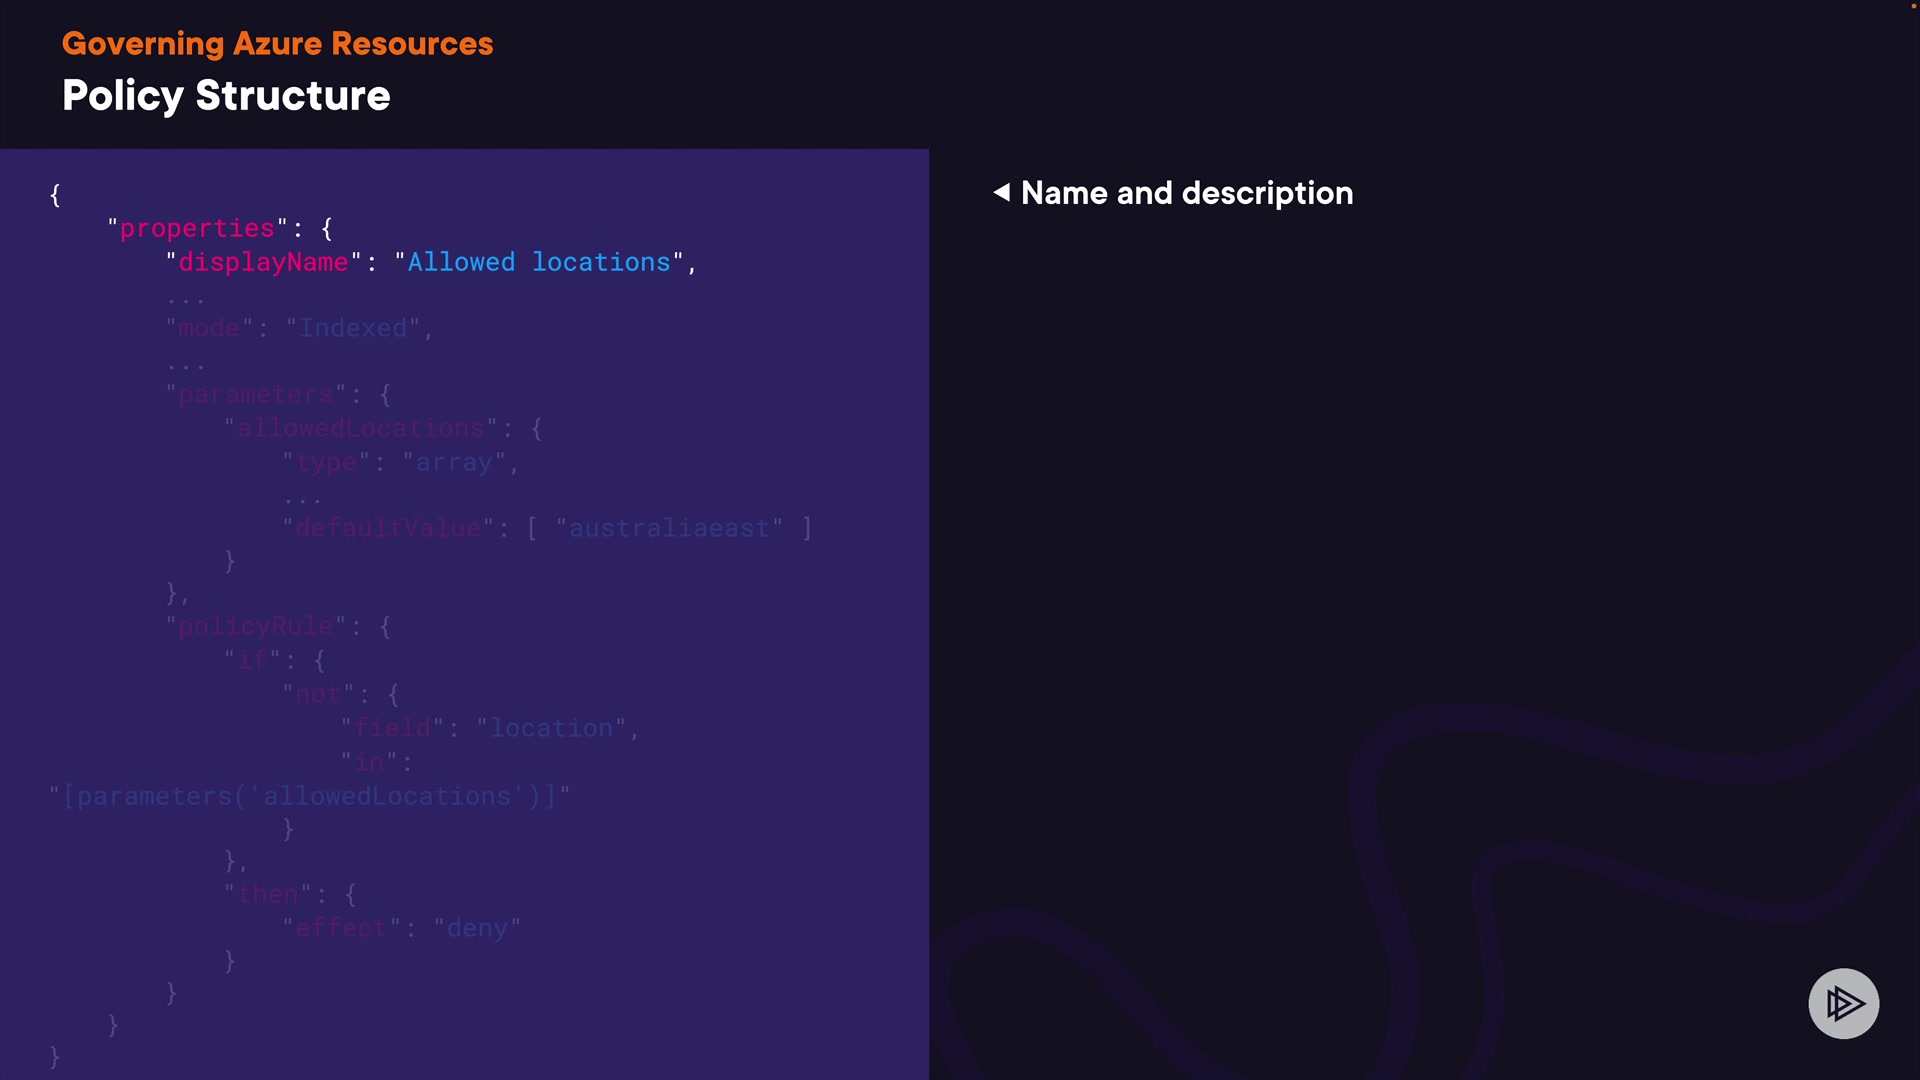 Governing Azure Resources
Policy Structure
{
"properties": {
"displayName": "Allowed locations",
...
"mode": "Indexed",
...
"parameters": {
"allowedLocations": {
"type": "array",
...
"defaultValue": [ "australiaeast" ]
}
},
"policyRule": {
"if": {
"not": {
"field": "location",
"in":
"[parameters('allowedLocations')]"
}
},
"then": {
"effect": "deny"
}
}
}
}
Name and description